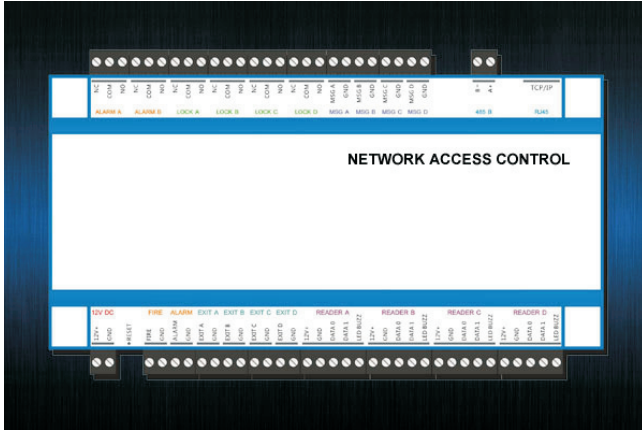 NC COM NO NC COM NO NC COM NO NC COM NO NC COM NO NC COM NO MSG A GND MSG B GND MSG C GND MSG D GND B- A+ TCP/IP
ALARM A ALARM B LOCK A LOCK B LOCK C LOCK D MSG A MSG B MSG C MSG D 485 B RJ45
NETWORK ACCESS CONTROL
12V DC FIRE ALARM EXIT A EXIT B EXIT C EXIT D READER A READER B READER C READER D
12V+ GND RESET FIRE GND ALARM GND EXIT A GND EXIT B GND EXIT C GND EXIT D GND 12V+ GND DATA 0 DATA 1 LED BUZZ 12V+ GND DATA 0 DATA 1 LED BUZZ 12V+ GND DATA 0 DATA 1 LED BUZZ 12V+ GND DATA 0 DATA 1 LED BUZZ